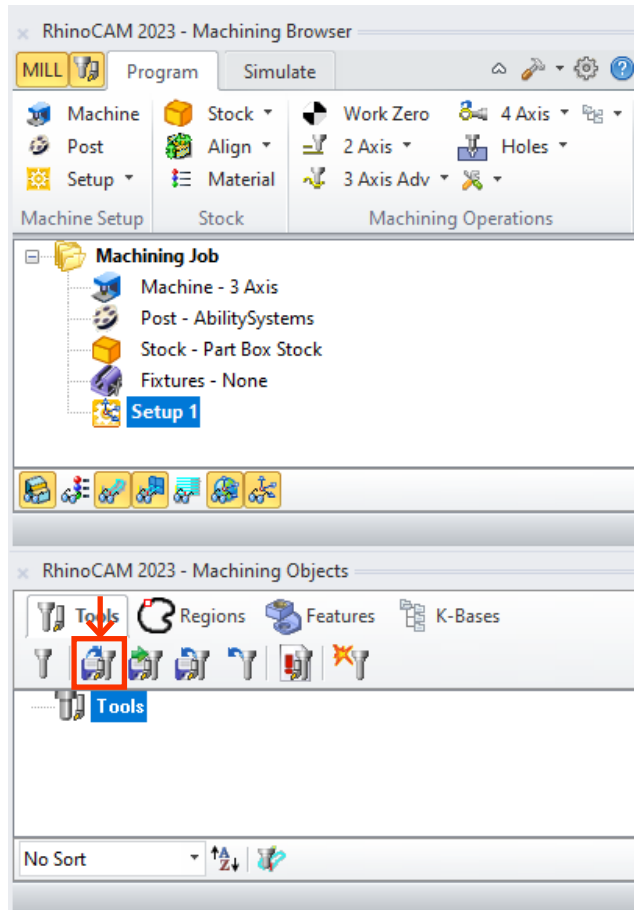 RhinoCAM 2023 - Machining Browser
MILL Program Simulate
Machine Stock Work Zero 4 Axis
Post Align 2 Axis Holes
Setup Material 3 Axis Adv
Machine Setup Stock Machining Operations
Machining Job
Machine - 3 Axis
Post - AbilitySystems
Stock - Part Box Stock
Fixtures - None
Setup 1
RhinoCAM 2023 - Machining Objects
Tools Regions Features K-Bases
Tools
No Sort